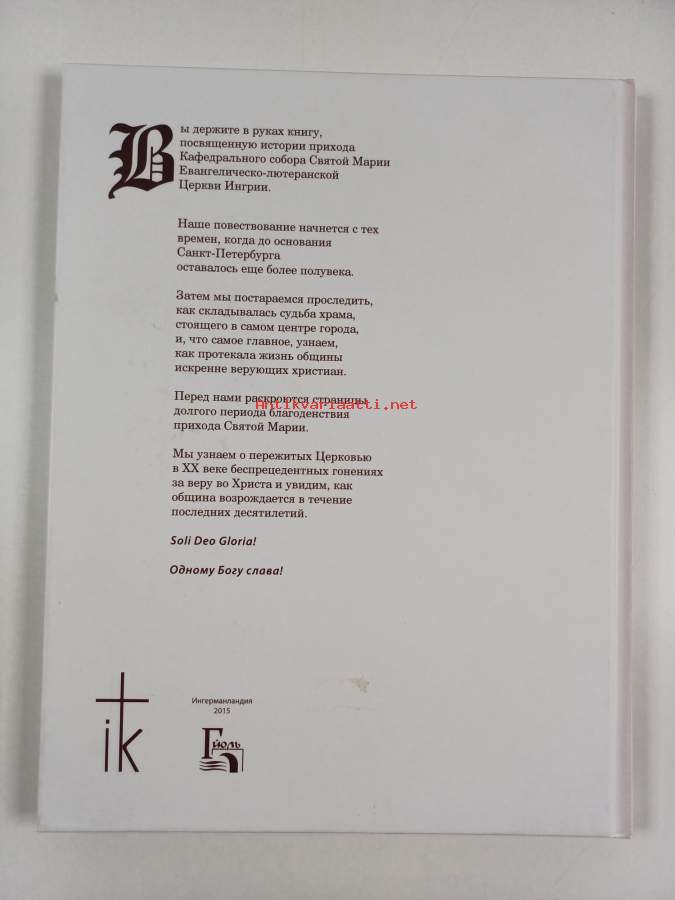 Вы держите в руках книгу,
посвященную истории прихода
Кафедрального собора Святой Марии
Евангелическо-лютеранской
Церкви Ингрии.
Наше повествование начнется с тех
времен, когда до основания
Санкт-Петербурга
оставалось еще более полувека.
Затем мы постараемся проследить,
как складывалась судьба храма,
стоящего в самом центре города,
и, что самое главное, узнаем,
как протекала жизнь общины
искренне верующих христиан.
Перед нами раскроются страницы
Antikvariaatti.net
долгого периода благоденствия
прихода Святой Марии.
Мы узнаем о пережитых Церковью
в XX веке беспрецедентных гонениях
за веру во Христа и увидим, как
община возрождается в течение
последних десятилетий.
Soli Deo Gloria!
Одному Богу слава!
ik
Ингерманландия
2015
Гйоль